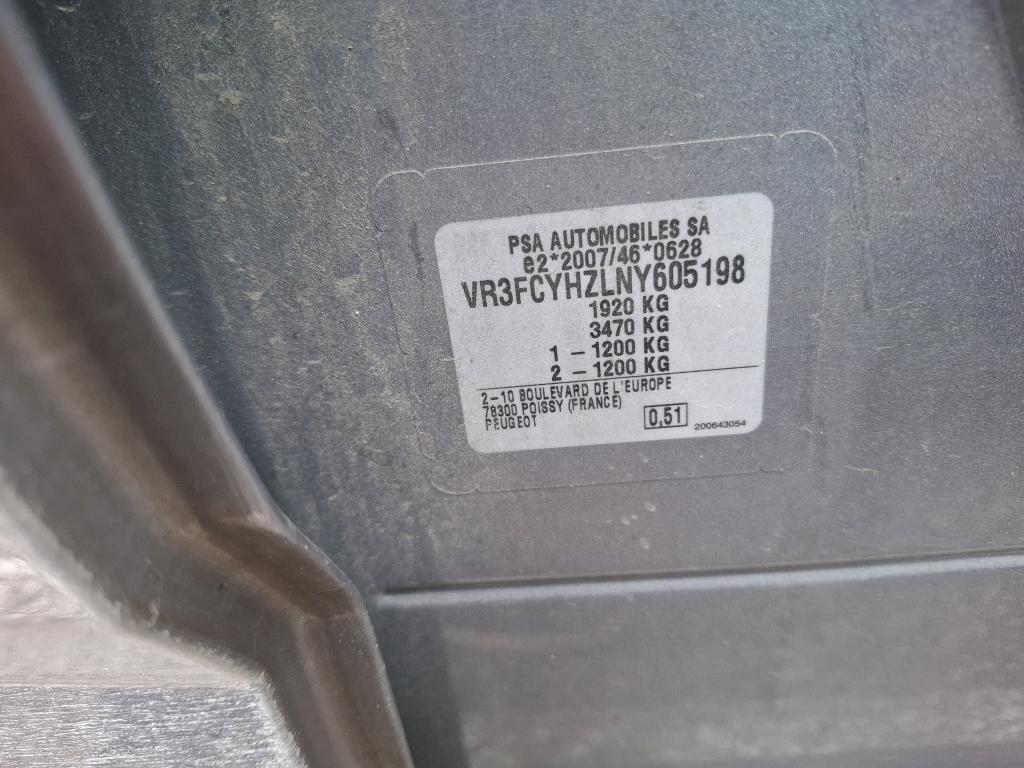 PSA AUTOMOBILES SA
e2*2007/46*0628
VR3FCYHZLNY605198
1920 KG
3470 KG
1 – 1200 KG
2 – 1200 KG
2-10 BOULEVARD DE L'EUROPE
78300 POISSY (FRANCE)
PEUGEOT
0,51
200643054